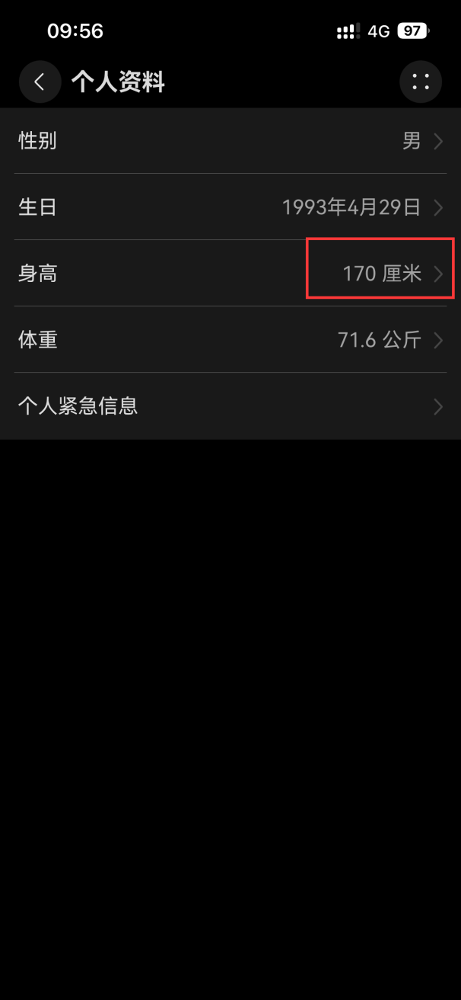 09:56 4G 97
个人资料
性别 男
生日 1993年4月29日
身高 170 厘米
体重 71.6 公斤
个人紧急信息